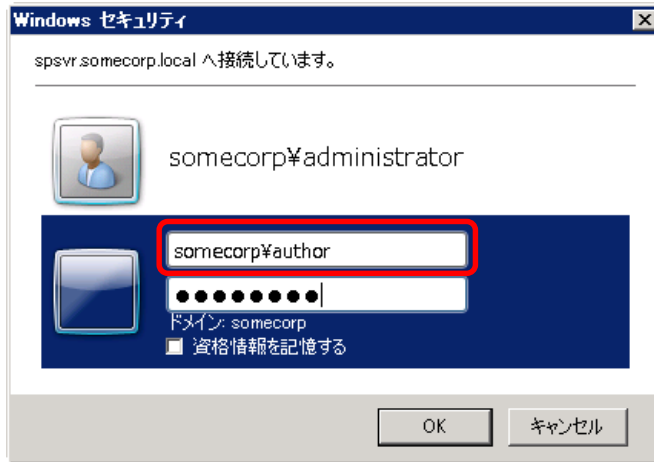 Windows セキュリティ
spsvr.somecorp.local へ接続しています。
somecorp¥administrator
somecorp¥author
●●●●●●●●
ドメイン: somecorp
資格情報を記憶する
OK キャンセル